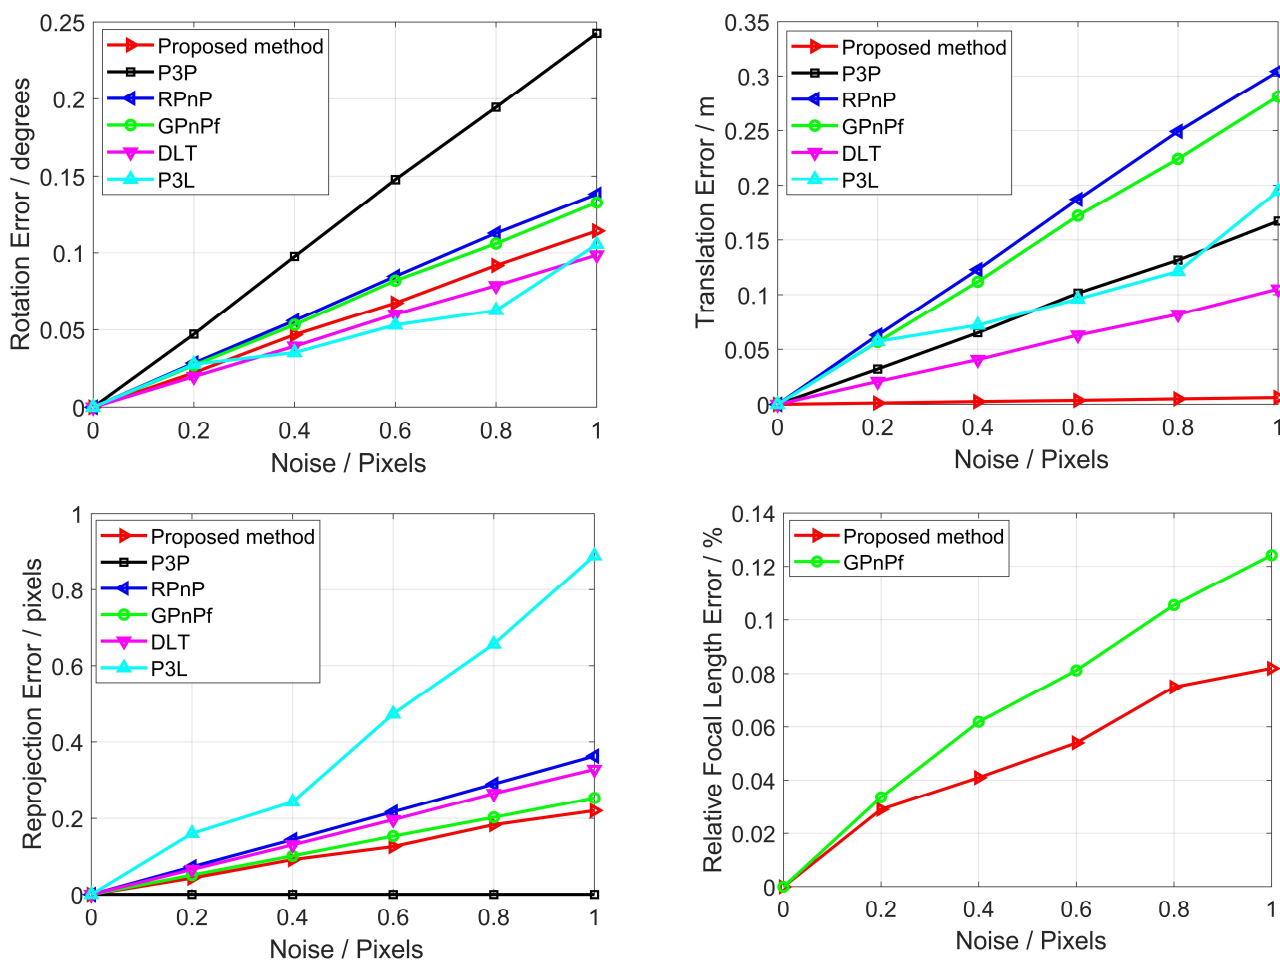 0.25
0.2
0.15
0.1
0.05
0
Rotation Error / degrees
Proposed method
P3P
RPnP
GPnPf
DLT
P3L
0 0.2 0.4 0.6 0.8 1
Noise / Pixels
0.35
0.3
0.25
0.2
0.15
0.1
0.05
0
Translation Error / m
Proposed method
P3P
RPnP
GPnPf
DLT
P3L
0 0.2 0.4 0.6 0.8 1
Noise / Pixels
1
0.8
0.6
0.4
0.2
0
Reprojection Error / pixels
Proposed method
P3P
RPnP
GPnPf
DLT
P3L
0 0.2 0.4 0.6 0.8 1
Noise / Pixels
0.14
0.12
0.1
0.08
0.06
0.04
0.02
0
Relative Focal Length Error / %
Proposed method
GPnPf
0 0.2 0.4 0.6 0.8 1
Noise / Pixels